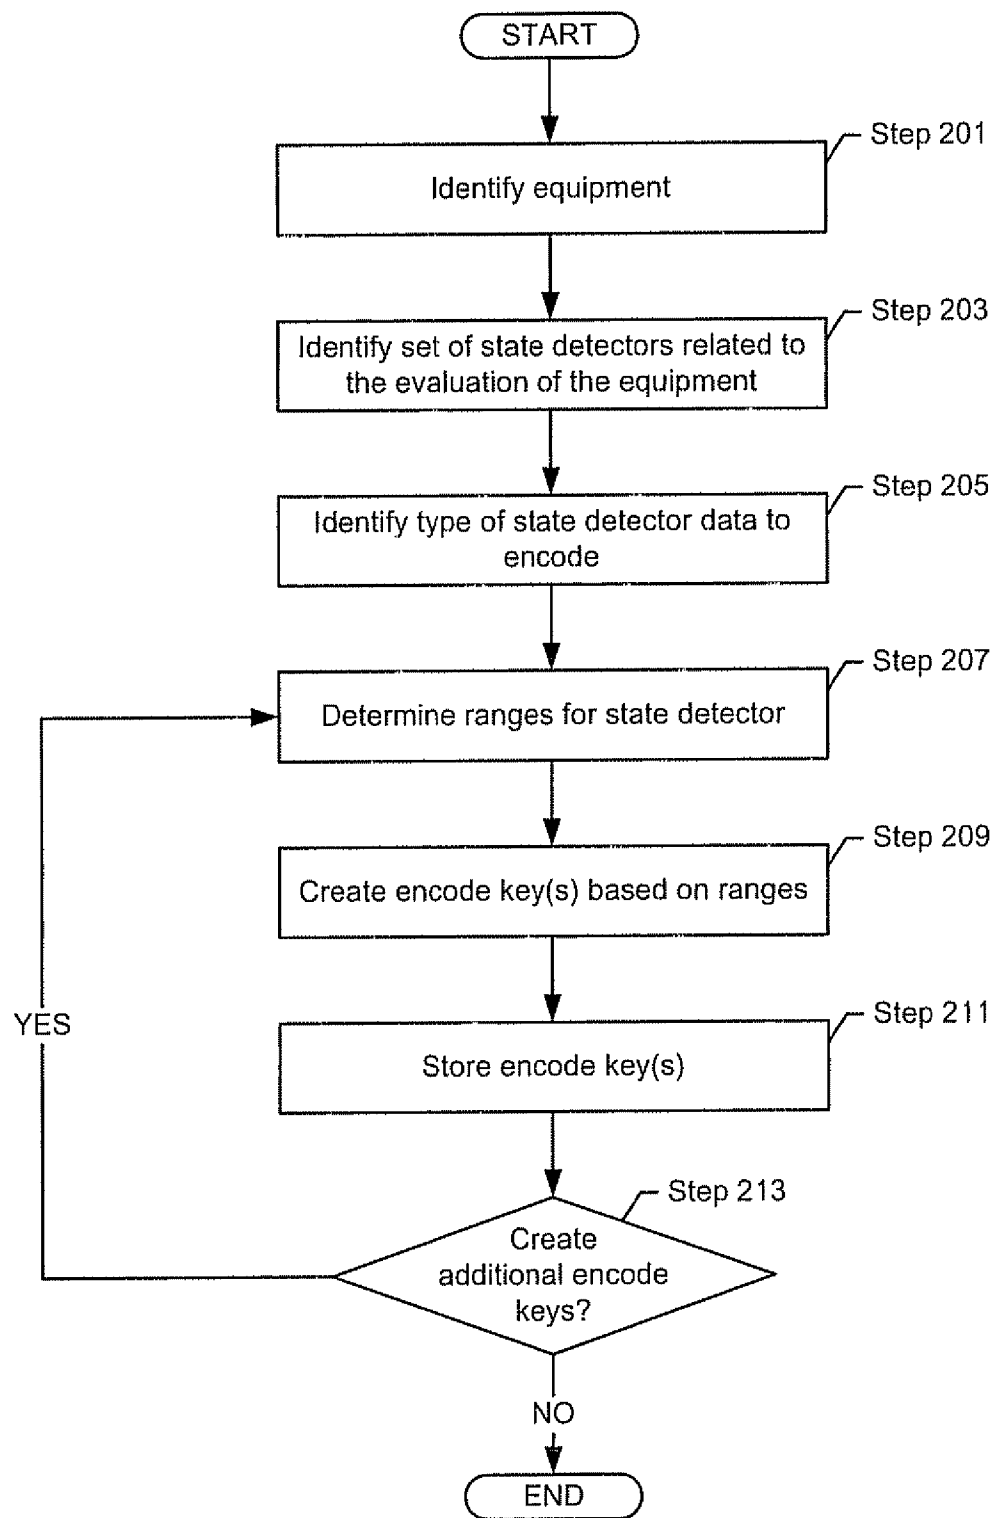 START
Step 201
Identify equipment
Step 203
Identify set of state detectors related to
the evaluation of the equipment
Step 205
Identify type of state detector data to
encode
Step 207
Determine ranges for state detector
Step 209
Create encode key(s) based on ranges
Step 211
Store encode key(s)
YES
Step 213
Create
additional encode
keys?
NO
END